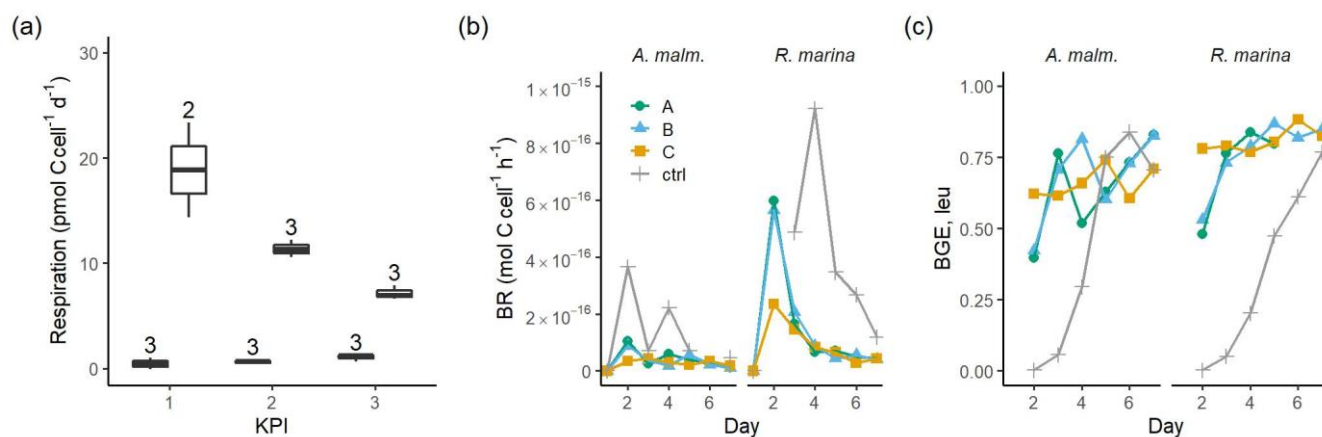 (a)
Respiration (pmol C cell⁻¹ d⁻¹)
30
20
10
0
2
3
3
3
3
3
1
2
3
KPI
(b)
A. malm.
R. marina
BR (mol C cell⁻¹ h⁻¹)
1 × 10⁻¹⁵
8 × 10⁻¹⁶
6 × 10⁻¹⁶
4 × 10⁻¹⁶
2 × 10⁻¹⁶
0
A
B
C
ctrl
2 4 6 2 4 6
Day
(c)
A. malm.
R. marina
BGE, leu
1.00
0.75
0.50
0.25
0.00
2 4 6 2 4 6
Day